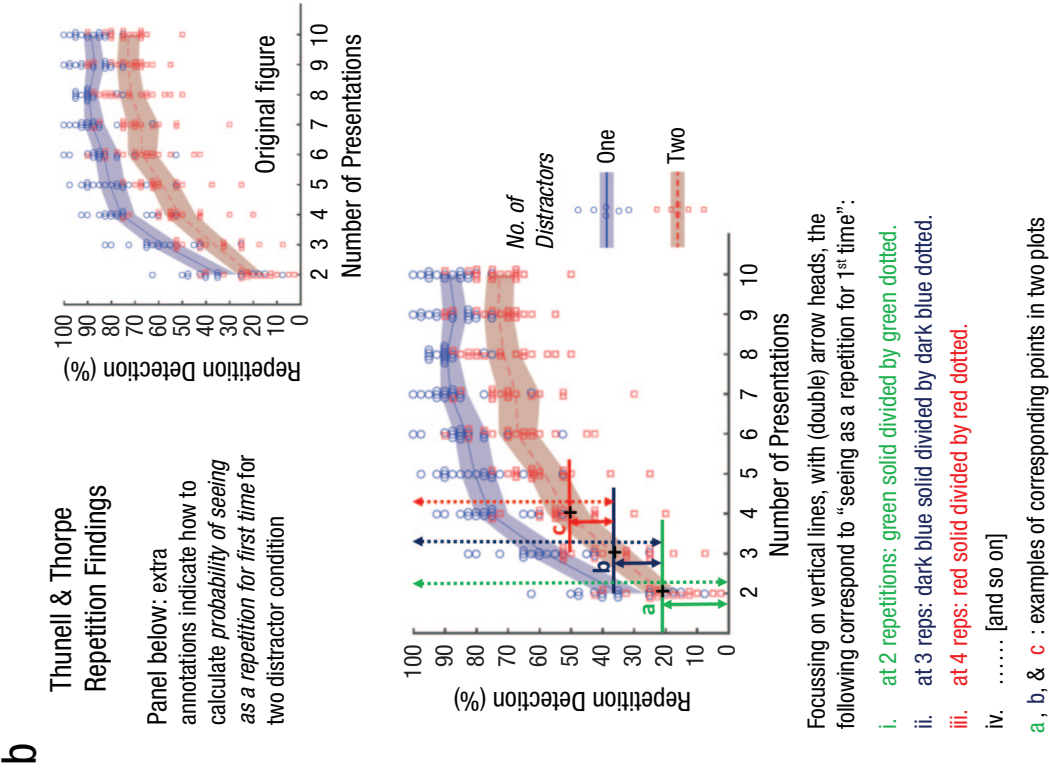 b
Thunell & Thorpe
Repetition Findings
Panel below: extra
annotations indicate how to
calculate probability of seeing
as a repetition for first time for
two distractor condition
Repetition Detection (%)
100
90
80
70
60
50
40
30
20
10
0
2
3
4
5
6
7
8
9
10
Original figure
Number of Presentations
Repetition Detection (%)
100
90
80
70
60
50
40
30
20
10
0
a
b
c
2
3
4
5
6
7
8
9
10
Number of Presentations
No. of
Distractors
One
Two
Focussing on vertical lines, with (double) arrow heads, the
following correspond to "seeing as a repetition for 1st time":
i. at 2 repetitions: green solid divided by green dotted.
ii. at 3 reps: dark blue solid divided by dark blue dotted.
iii. at 4 reps: red solid divided by red dotted.
iv. ...... [and so on]
a , b, & c : examples of corresponding points in two plots